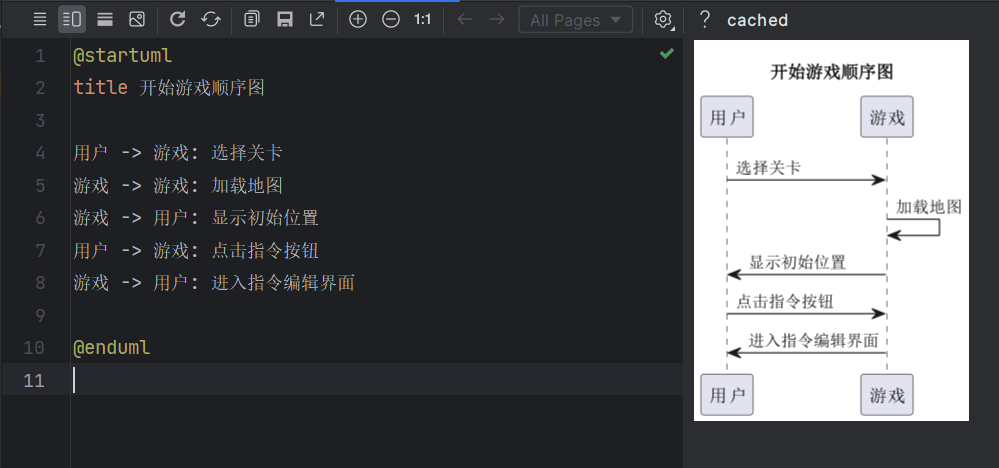 1:1
All Pages
? cached
1 @startuml
2 title 开始游戏顺序图
3
4 用户 -> 游戏: 选择关卡
5 游戏 -> 游戏: 加载地图
6 游戏 -> 用户: 显示初始位置
7 用户 -> 游戏: 点击指令按钮
8 游戏 -> 用户: 进入指令编辑界面
9
10 @enduml
11
开始游戏顺序图
用户 游戏
选择关卡
加载地图
显示初始位置
点击指令按钮
进入指令编辑界面
用户 游戏